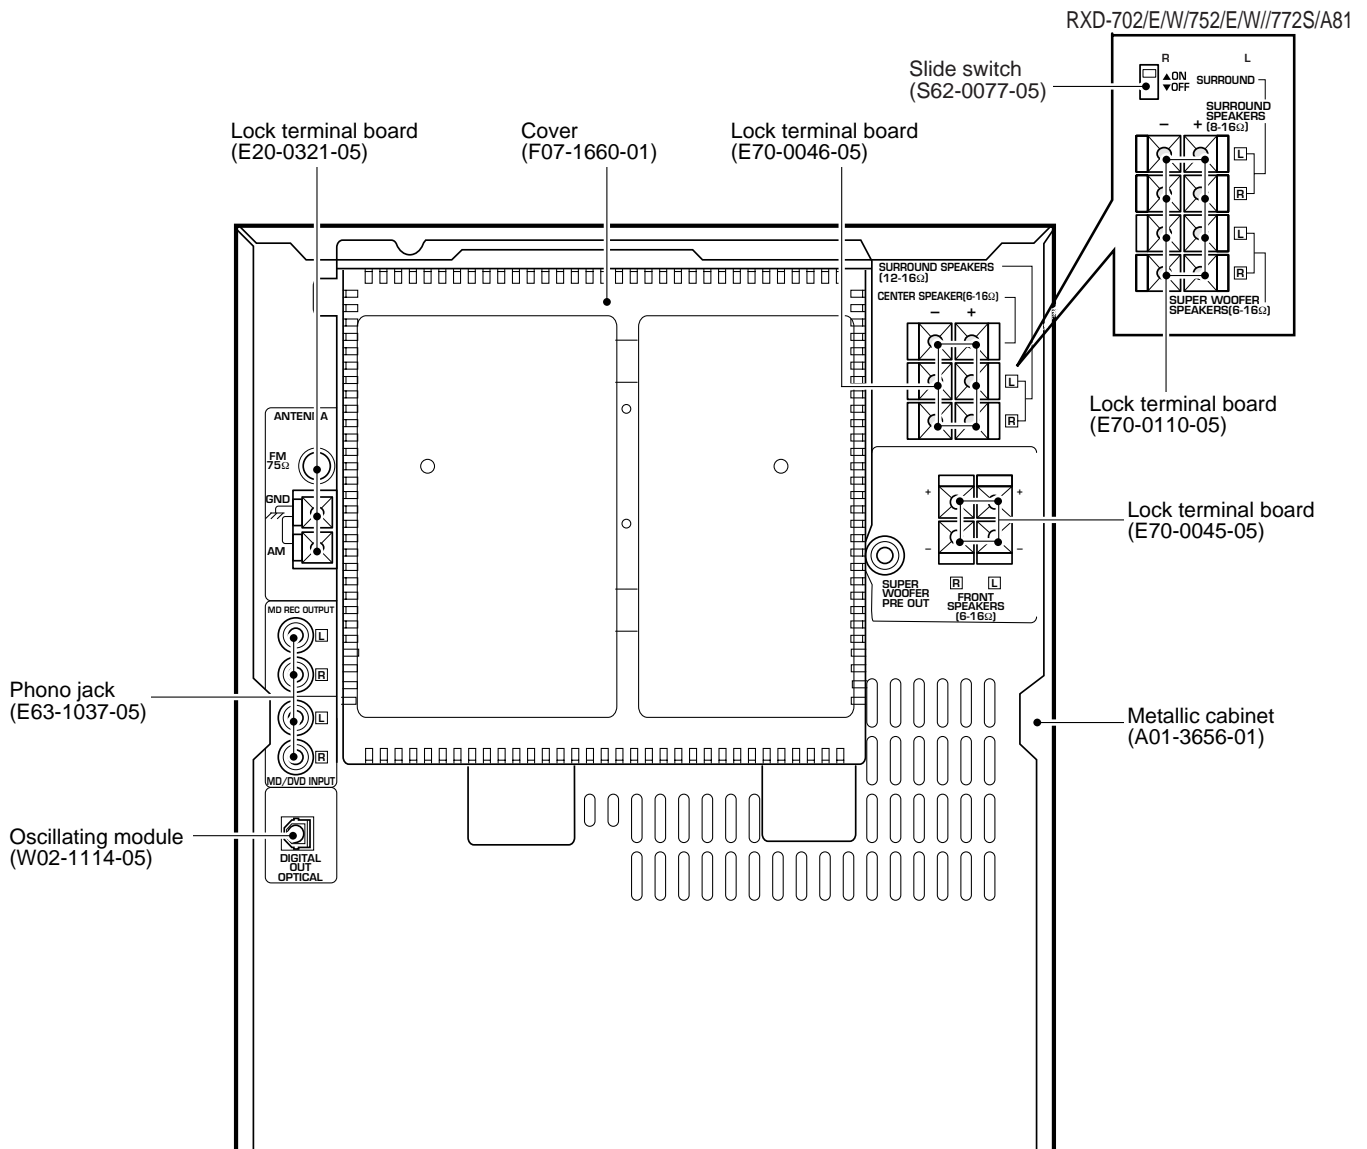 RXD-702/E/W/752/E/W//772S/A81
Slide switch
(S62-0077-05)
R L
▲ON
▼OFF
SURROUND
SURROUND
SPEAKERS
(8-16Ω)
− +
L
R
L
R
SUPER WOOFER
SPEAKERS(6-16Ω)
Lock terminal board
(E20-0321-05)
Cover
(F07-1660-01)
Lock terminal board
(E70-0046-05)
SURROUND SPEAKERS
(12-16Ω)
CENTER SPEAKER(6-16Ω)
− +
L
R
Lock terminal board
(E70-0110-05)
ANTENNA
FM
75Ω
GND
AM
+ +
− −
Lock terminal board
(E70-0045-05)
SUPER
WOOFER
PRE OUT
R L
FRONT
SPEAKERS
(6-16Ω)
MD REC OUTPUT
L
R
L
R
MD/DVD INPUT
Phono jack
(E63-1037-05)
Metallic cabinet
(A01-3656-01)
Oscillating module
(W02-1114-05)
DIGITAL
OUT
OPTICAL